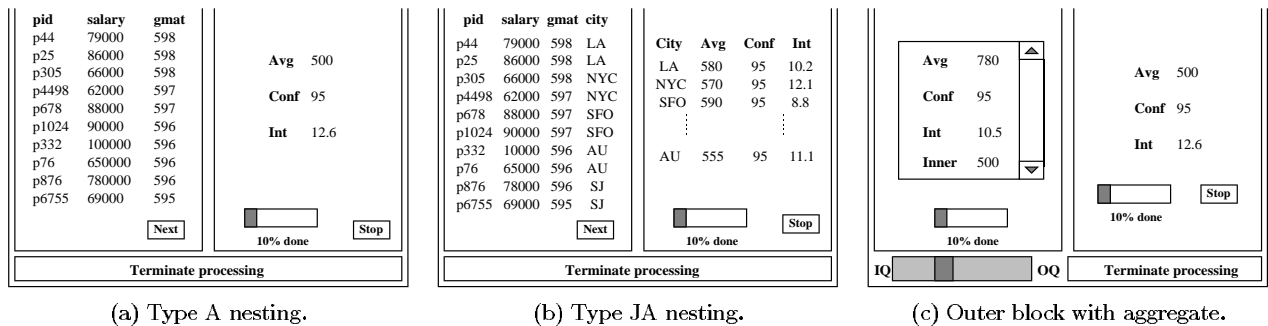 pid salary gmat
p44 79000 598
p25 86000 598
p305 66000 598
p4498 62000 597
p678 88000 597
p1024 90000 596
p332 100000 596
p76 650000 596
p876 780000 596
p6755 69000 595
Next
Avg 500
Conf 95
Int 12.6
10% done
Stop
Terminate processing
(a) Type A nesting.
pid salary gmat city
p44 79000 598 LA
p25 86000 598 LA
p305 66000 598 NYC
p4498 62000 597 NYC
p678 88000 597 SFO
p1024 90000 597 SFO
p332 10000 596 AU
p76 65000 596 AU
p876 78000 596 SJ
p6755 69000 595 SJ
Next
City Avg Conf Int
LA 580 95 10.2
NYC 570 95 12.1
SFO 590 95 8.8
AU 555 95 11.1
10% done
Stop
Terminate processing
(b) Type JA nesting.
Avg 780
Conf 95
Int 10.5
Inner 500
10% done
IQ OQ
Avg 500
Conf 95
Int 12.6
Stop
10% done
Terminate processing
(c) Outer block with aggregate.